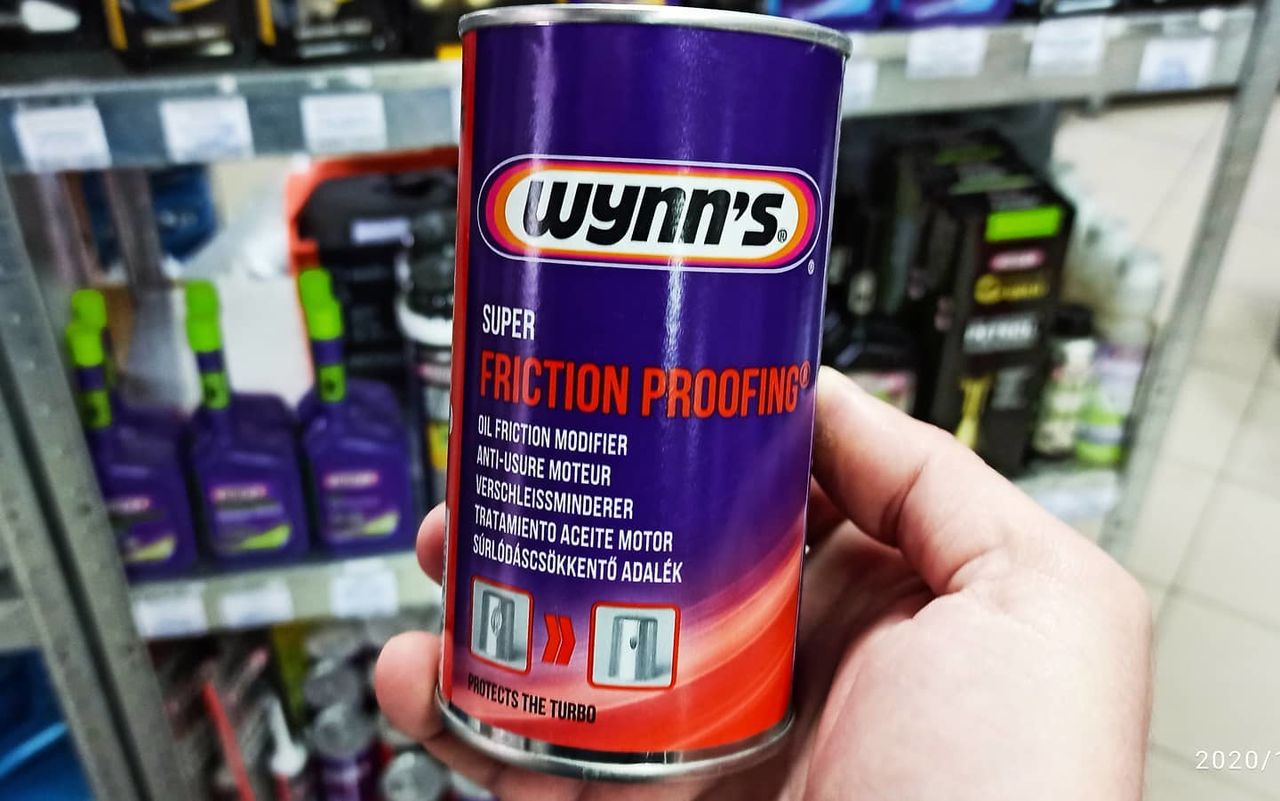 Wynn's®
®
SUPER
FRICTION PROOFING®
OIL FRICTION MODIFIER
ANTI-USURE MOTEUR
VERSCHLEISSMINDERER
TRATAMIENTO ACEITE MOTOR
SÚRLÓDÁSCSÖKKENTŐ ADALÉK
PROTECTS THE TURBO
2020/